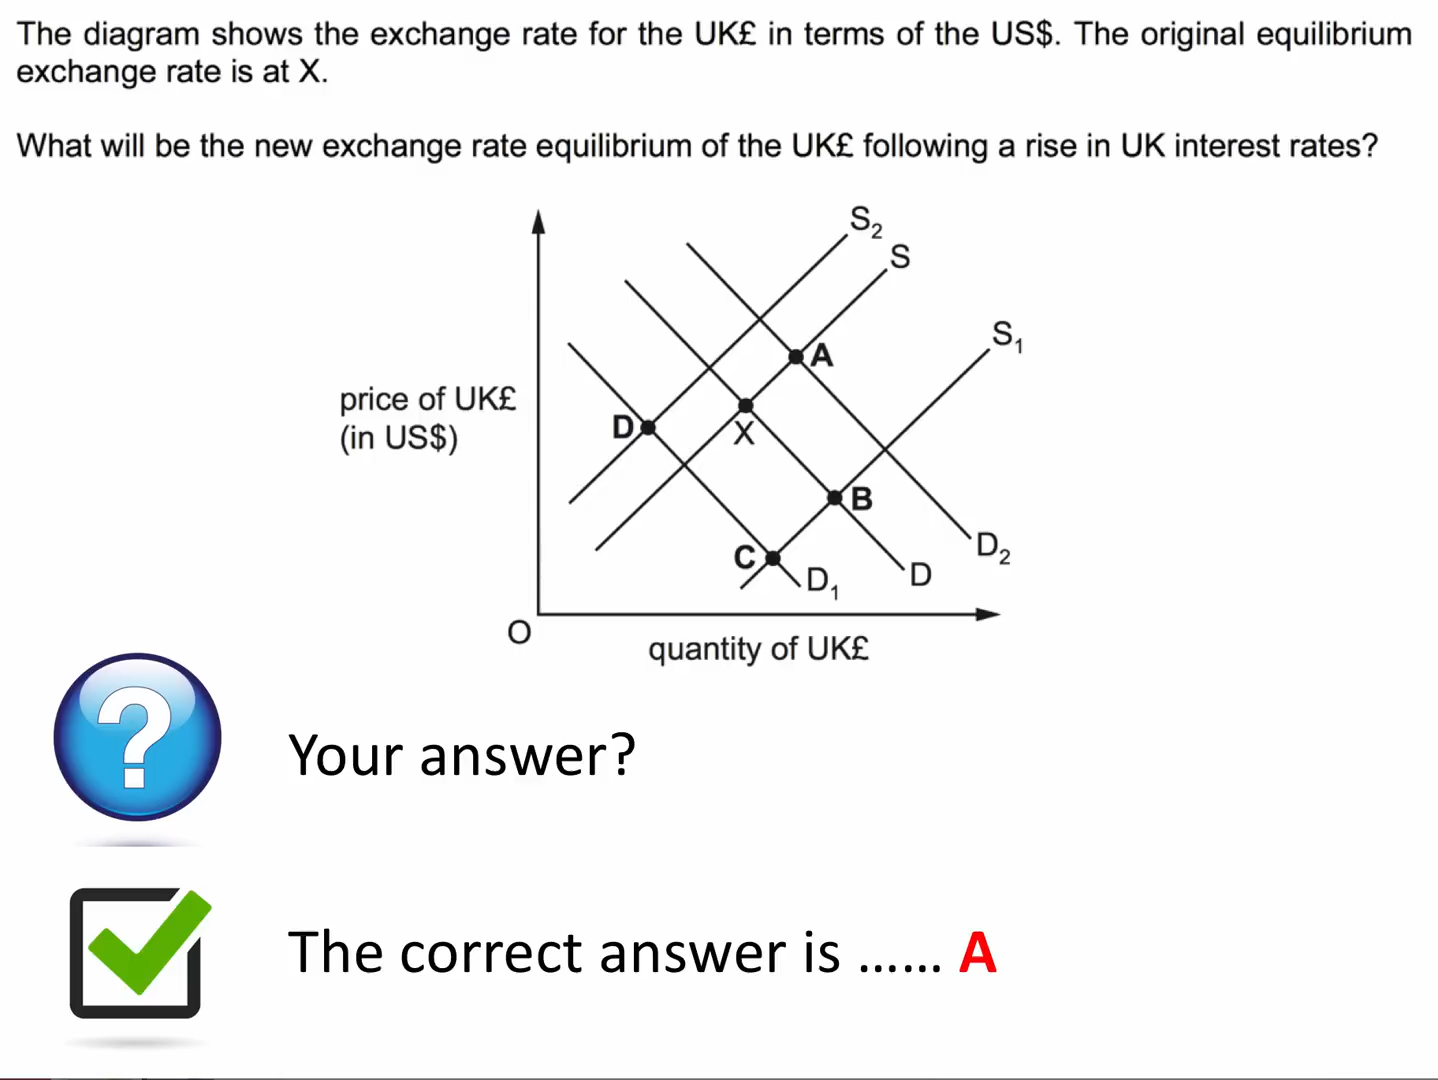 The diagram shows the exchange rate for the UK£ in terms of the US$. The original equilibrium
exchange rate is at X.
What will be the new exchange rate equilibrium of the UK£ following a rise in UK interest rates?
S2
S
S1
A
price of UK£
(in US$)
D
X
B
C
D1
D
D2
O
quantity of UK£
?
Your answer?
The correct answer is ...... A